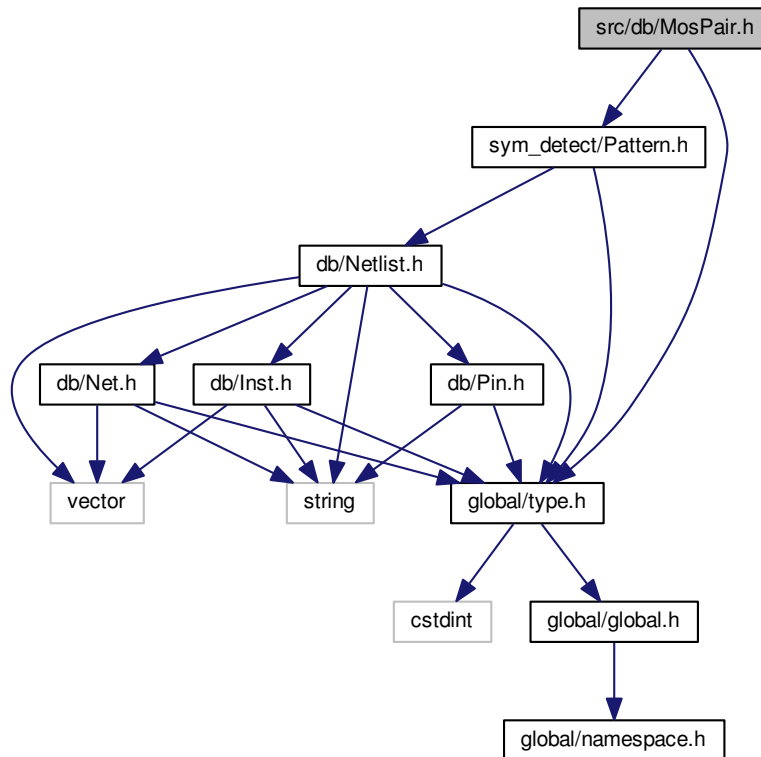 src/db/MosPair.h
sym_detect/Pattern.h
db/Netlist.h
db/Net.h
db/Inst.h
db/Pin.h
vector
string
global/type.h
cstdint
global/global.h
global/namespace.h